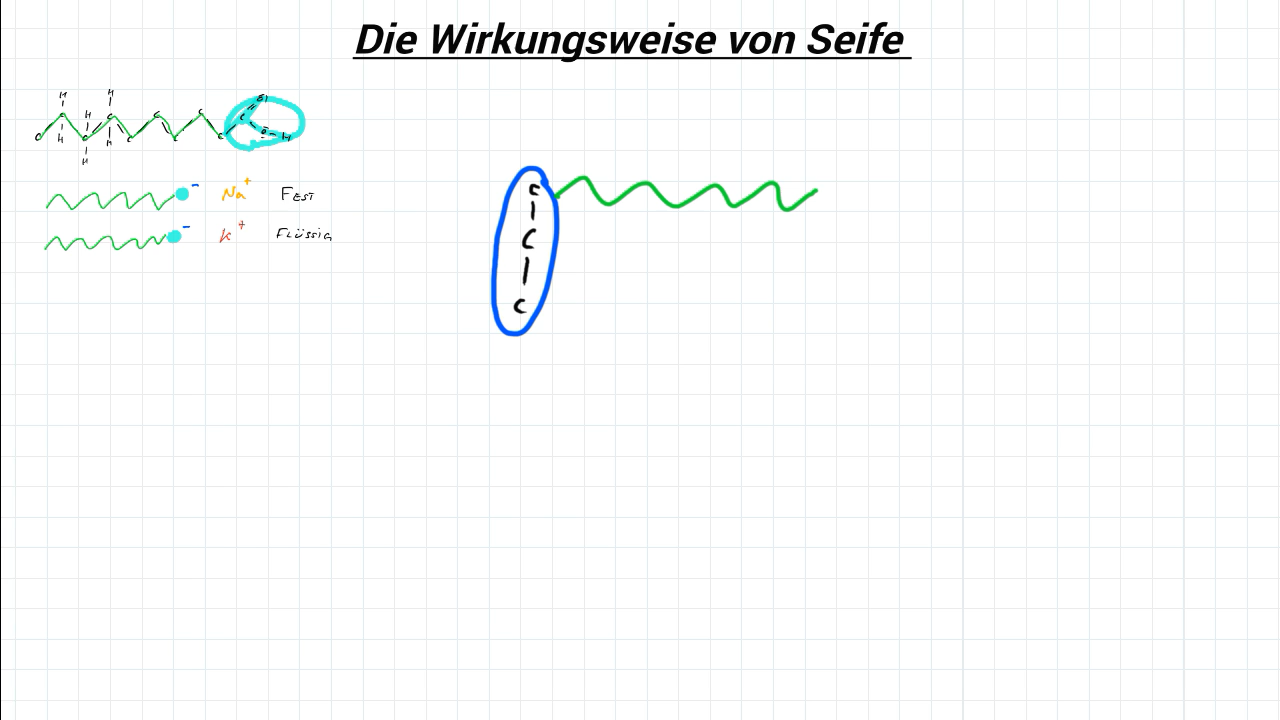 Die Wirkungsweise von Seife
H H
C C H C C C O
C H C H C C C O-H
H
- Na+ FEST
- K+ FLÜSSIG
C
C
C